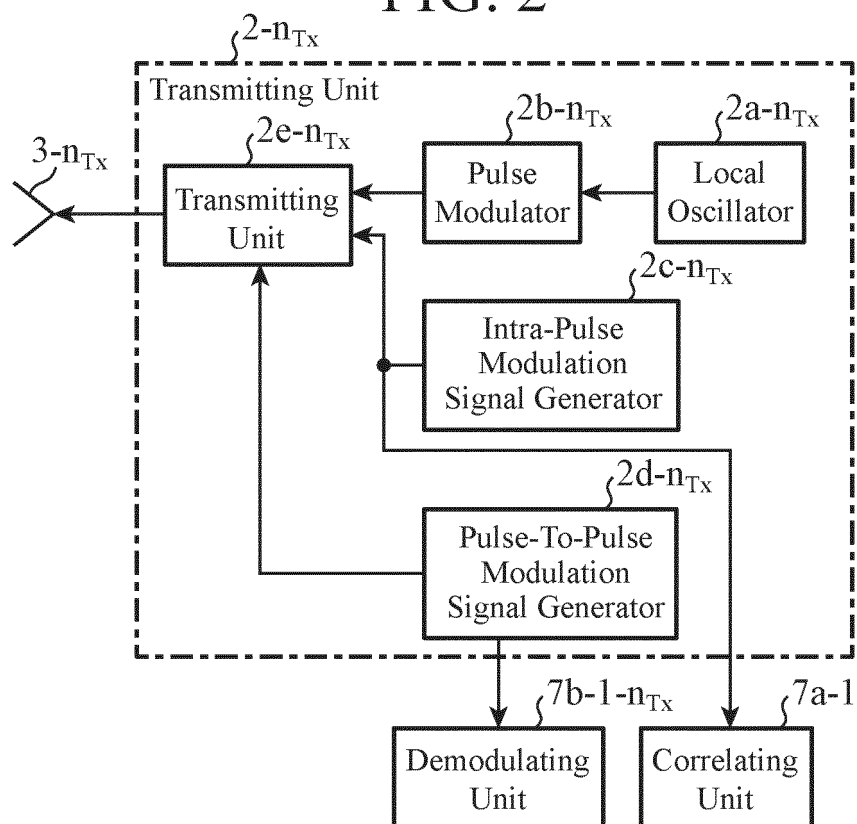 FIG. 2
2-nTx
Transmitting Unit
2e-nTx
2b-nTx
2a-nTx
3-nTx
Transmitting
Unit
Pulse
Modulator
Local
Oscillator
2c-nTx
Intra-Pulse
Modulation
Signal Generator
2d-nTx
Pulse-To-Pulse
Modulation
Signal Generator
7b-1-nTx
7a-1
Demodulating
Unit
Correlating
Unit